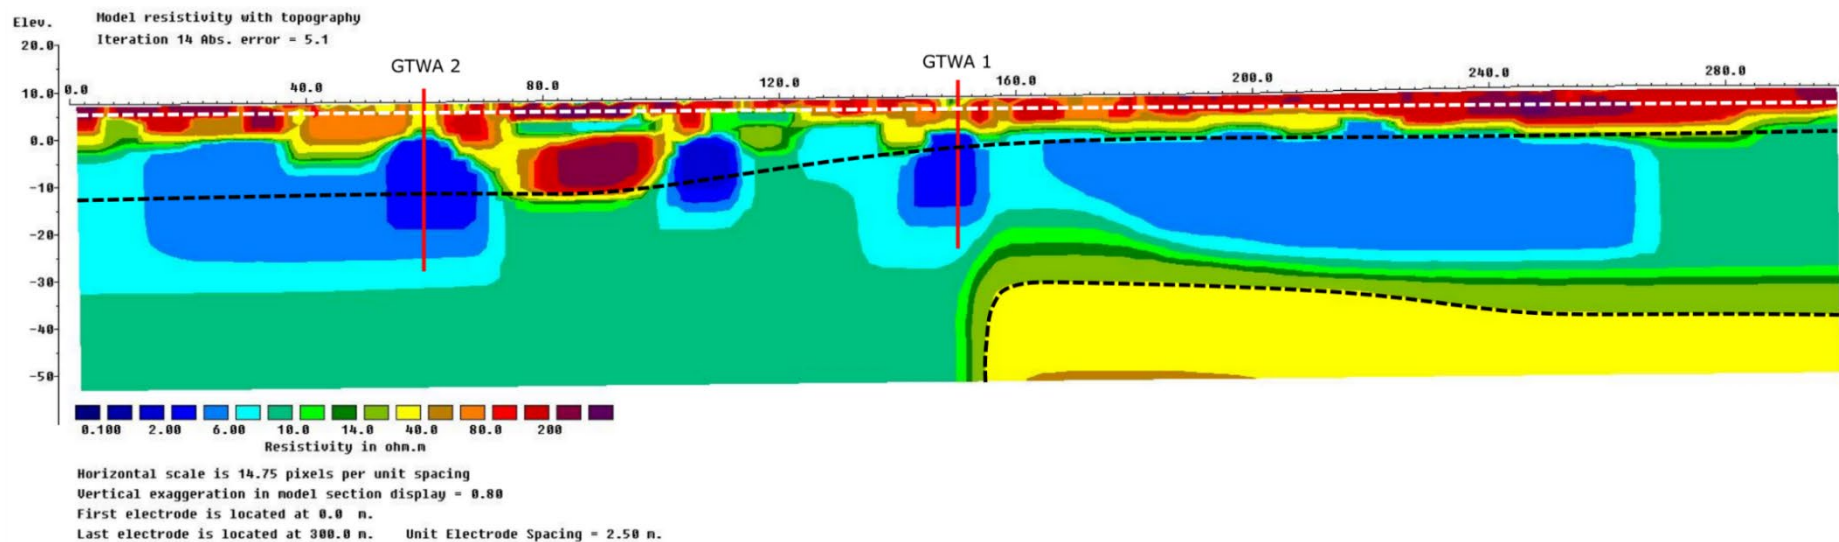 Elev.
Model resistivity with topography
Iteration 14 Abs. error = 5.1
20.0
GTWA 2
GTWA 1
0.0 40.0 80.0 120.0 160.0 200.0 240.0 280.0
10.0
0.0
-10
-20
-30
-40
-50
0.100 2.00 6.00 10.0 14.0 40.0 80.0 200
Resistivity in ohm.m
Horizontal scale is 14.75 pixels per unit spacing
Vertical exaggeration in model section display = 0.80
First electrode is located at 0.0 m.
Last electrode is located at 300.0 m. Unit Electrode Spacing = 2.50 m.